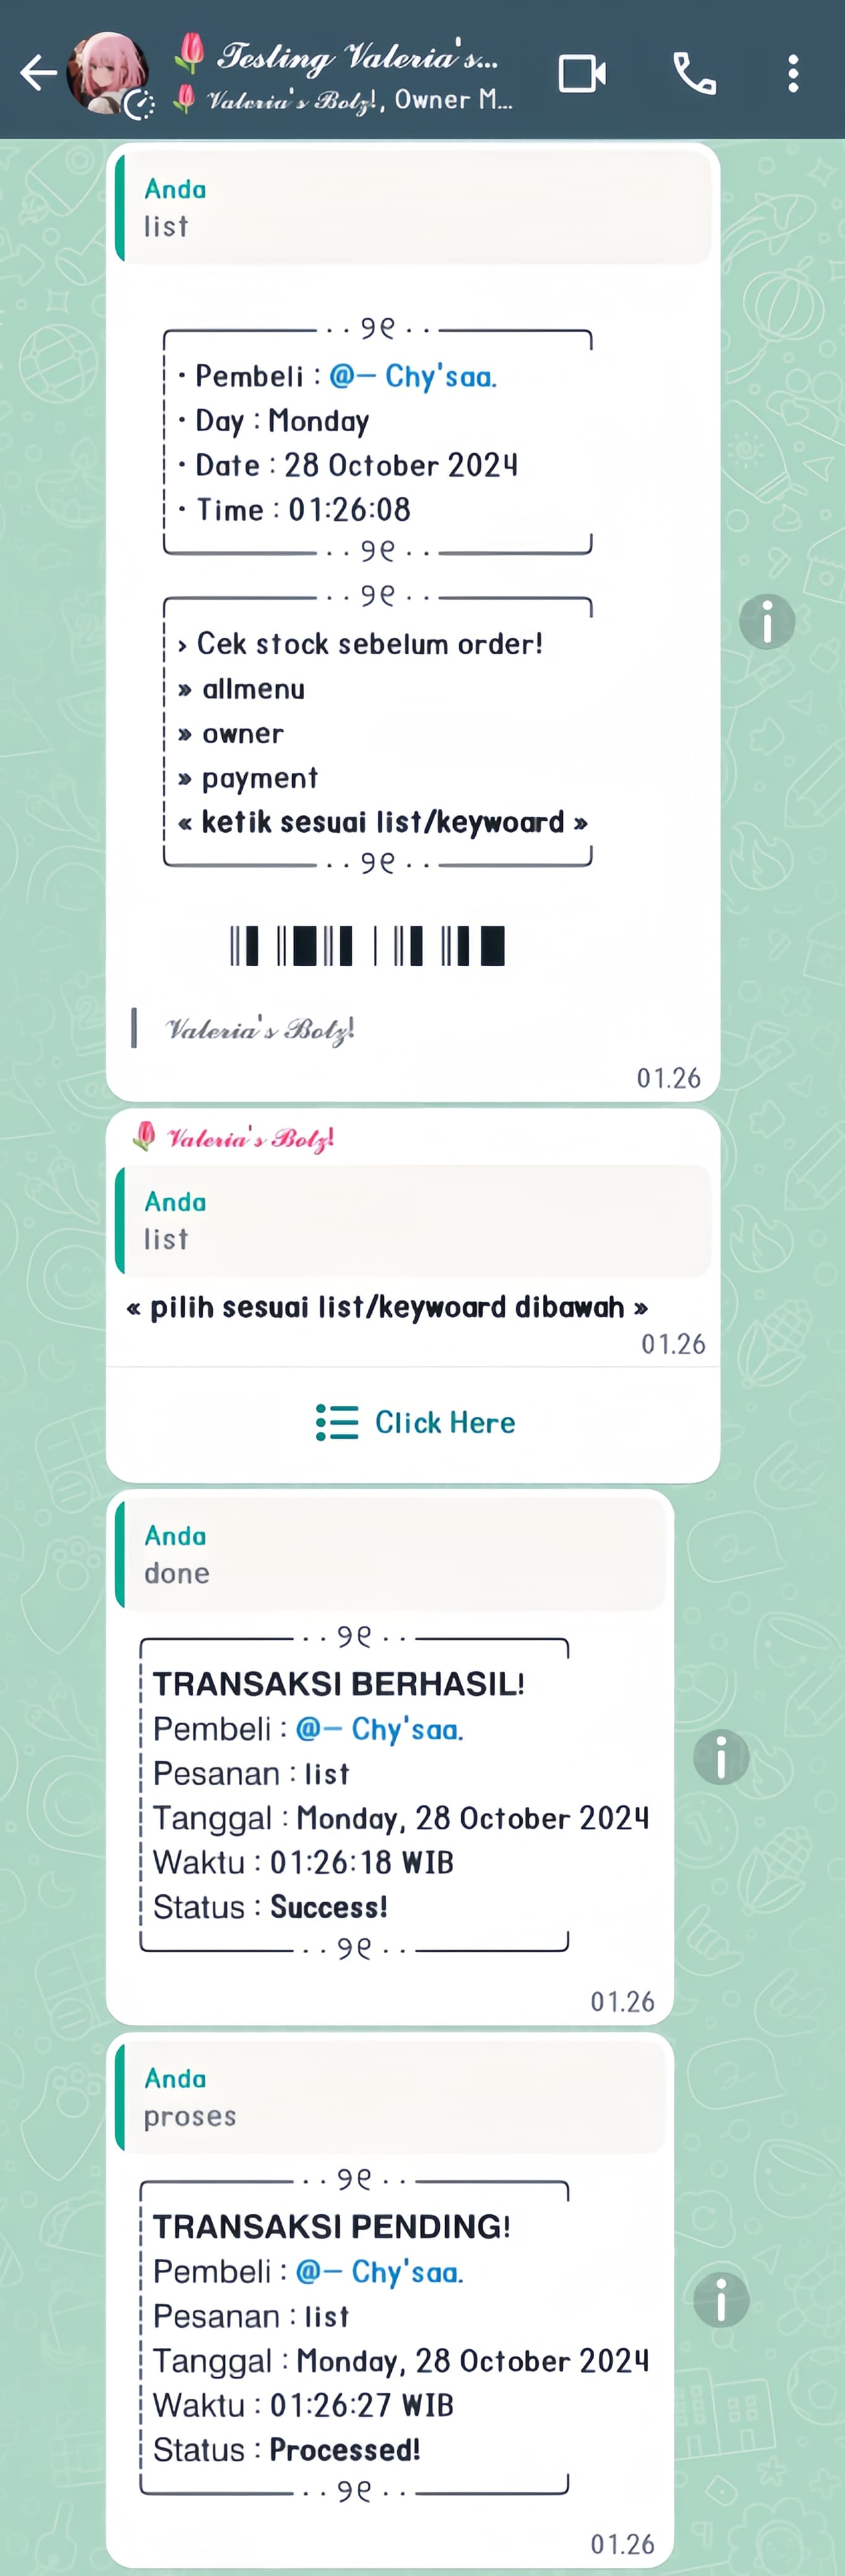 🌷 Testing Valeria's...
🌷 Valeria's Botz!, Owner M...
Anda
list
·· ୨୧ ··
· Pembeli : @— Chy'saa.
· Day : Monday
· Date : 28 October 2024
· Time : 01:26:08
·· ୨୧ ··
·· ୨୧ ··
› Cek stock sebelum order!
» allmenu
» owner
» payment
« ketik sesuai list/keywoard »
·· ୨୧ ··
Valeria's Botz!
01.26
🌷 Valeria's Botz!
Anda
list
« pilih sesuai list/keywoard dibawah »
01.26
Click Here
Anda
done
·· ୨୧ ··
TRANSAKSI BERHASIL!
Pembeli : @— Chy'saa.
Pesanan : list
Tanggal : Monday, 28 October 2024
Waktu : 01:26:18 WIB
Status : Success!
·· ୨୧ ··
01.26
Anda
proses
·· ୨୧ ··
TRANSAKSI PENDING!
Pembeli : @— Chy'saa.
Pesanan : list
Tanggal : Monday, 28 October 2024
Waktu : 01:26:27 WIB
Status : Processed!
·· ୨୧ ··
01.26